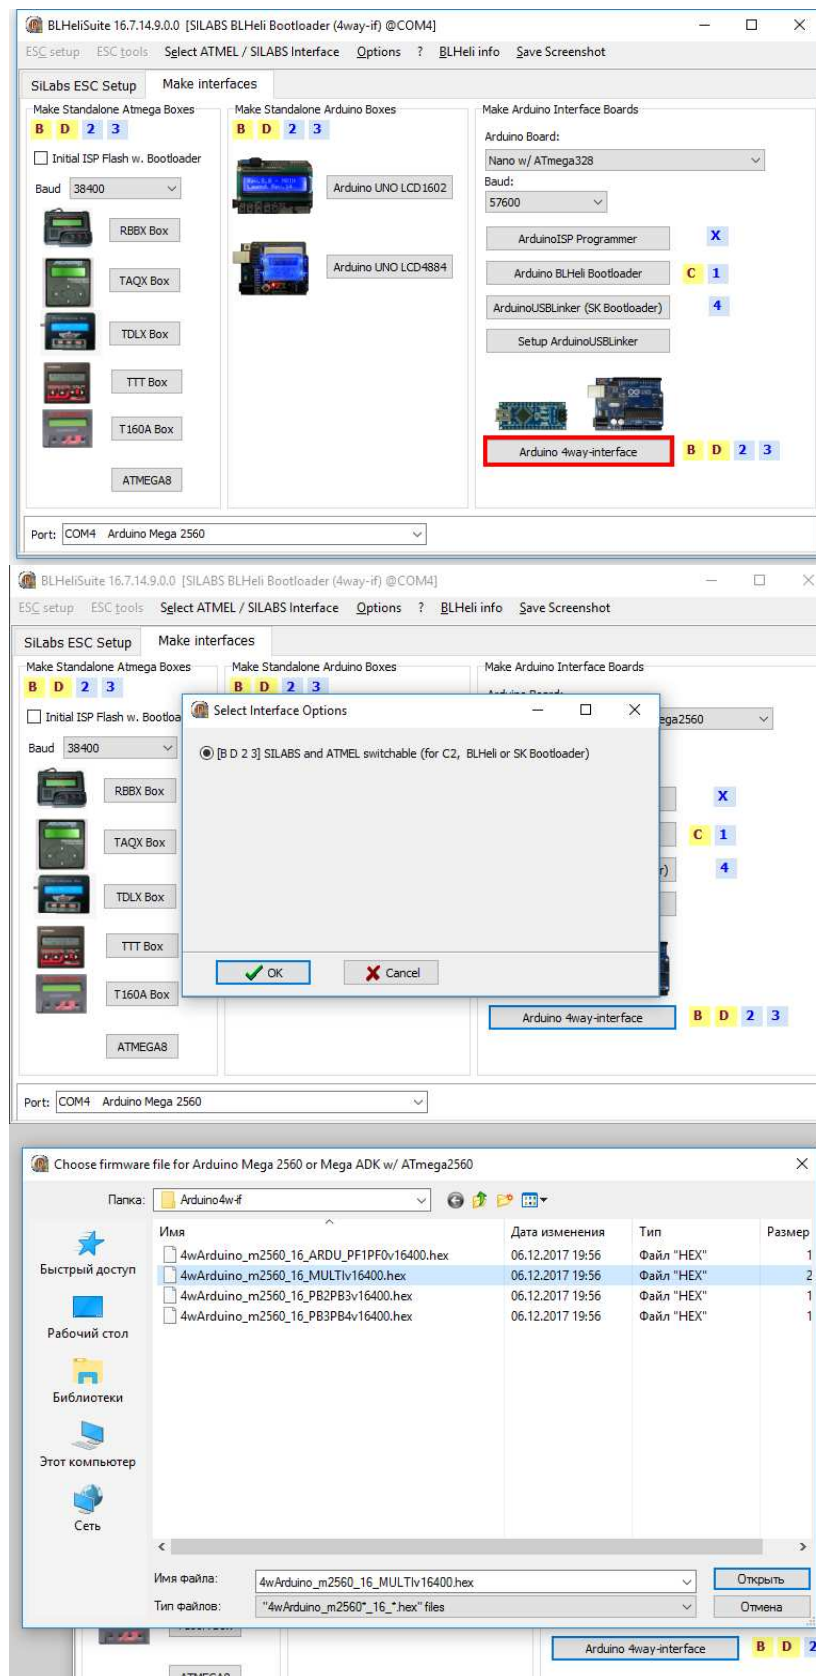 BLHeliSuite 16.7.14.9.0.0 [SILABS BLHeli Bootloader (4way-if) @COM4]
ESC setup ESC tools Select ATMEL / SILABS Interface Options ? BLHeli info Save Screenshot
SiLabs ESC Setup Make interfaces
Make Standalone Atmega Boxes Make Standalone Arduino Boxes Make Arduino Interface Boards
B D 2 3 B D 2 3
Arduino Board:
Initial ISP Flash w. Bootloader
Nano w/ ATmega328
Baud 38400
Arduino UNO LCD1602
Baud:
57600
RBBX Box
ArduinoISP Programmer X
TAQX Box
Arduino UNO LCD4884
Arduino BLHeli Bootloader C 1
ArduinoUSBLinker (SK Bootloader) 4
TDLX Box
Setup ArduinoUSBLinker
TTT Box
T160A Box
Arduino 4way-interface B D 2 3
ATMEGA8
Port: COM4 Arduino Mega 2560
BLHeliSuite 16.7.14.9.0.0 [SILABS BLHeli Bootloader (4way-if) @COM4]
ESC setup ESC tools Select ATMEL / SILABS Interface Options ? BLHeli info Save Screenshot
SiLabs ESC Setup Make interfaces
Make Standalone Atmega Boxes Make Standalone Arduino Boxes Make Arduino Interface Boards
B D 2 3 B D 2 3
Select Interface Options
Initial ISP Flash w. Bootloa
ega2560
Baud 38400
[B D 2 3] SILABS and ATMEL switchable (for C2, BLHeli or SK Bootloader)
RBBX Box
X
TAQX Box
C 1
r) 4
TDLX Box
TTT Box
OK Cancel
T160A Box
Arduino 4way-interface B D 2 3
ATMEGA8
Port: COM4 Arduino Mega 2560
Choose firmware file for Arduino Mega 2560 or Mega ADK w/ ATmega2560
Папка: Arduino4w-if
Имя Дата изменения Тип Размер
4wArduino_m2560_16_ARDU_PF1PF0v16400.hex 06.12.2017 19:56 Файл "HEX" 1
4wArduino_m2560_16_MULTIv16400.hex 06.12.2017 19:56 Файл "HEX" 2
4wArduino_m2560_16_PB2PB3v16400.hex 06.12.2017 19:56 Файл "HEX" 1
4wArduino_m2560_16_PB3PB4v16400.hex 06.12.2017 19:56 Файл "HEX" 1
Быстрый доступ
Рабочий стол
Библиотеки
Этот компьютер
Сеть
Имя файла: 4wArduino_m2560_16_MULTIv16400.hex Открыть
Тип файлов: "4wArduino_m2560*_16_*.hex" files Отмена
Arduino 4way-interface B D 2
ATMEGA8